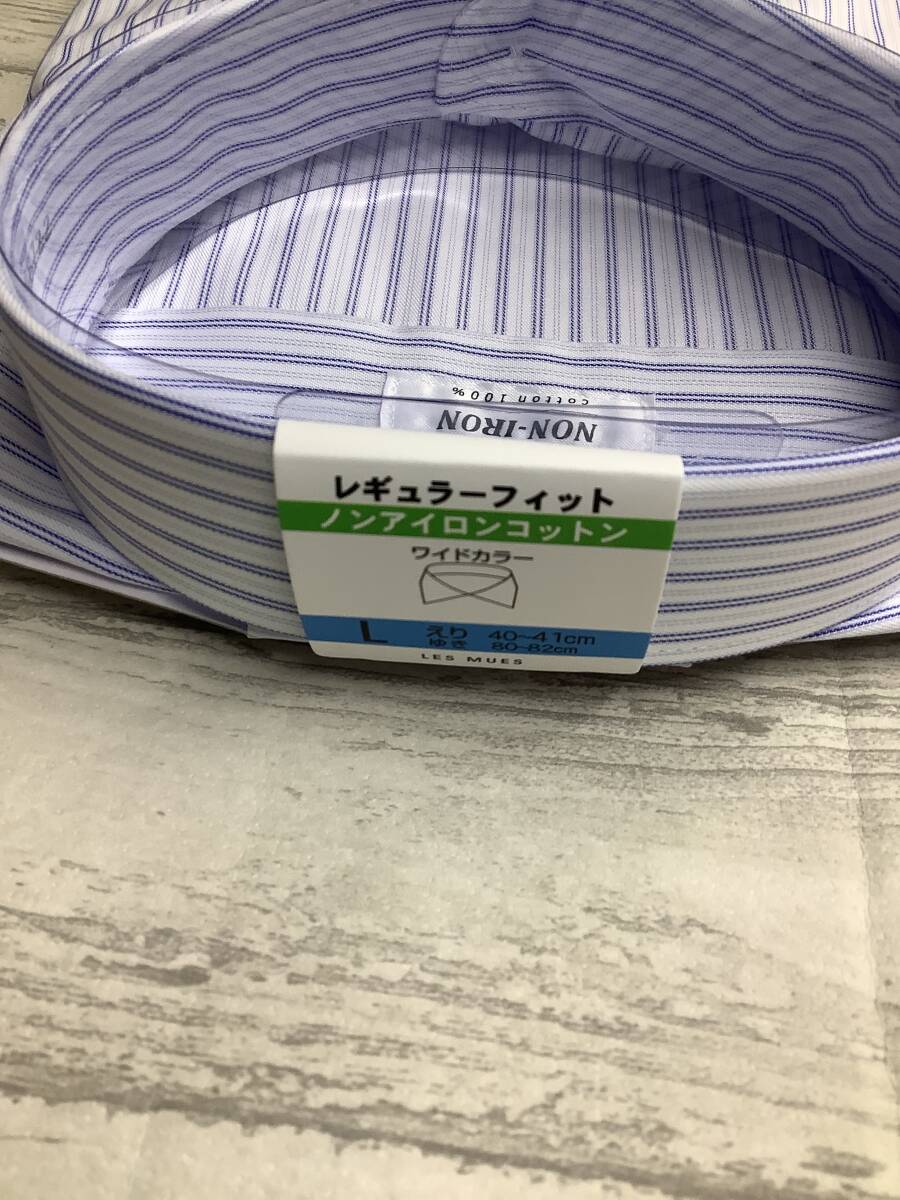 cotton 100%
NON-IRON
レギュラーフィット
ノンアイロンコットン
ワイドカラー
L えり 40~41cm
ゆき 80~82cm
LES MUES